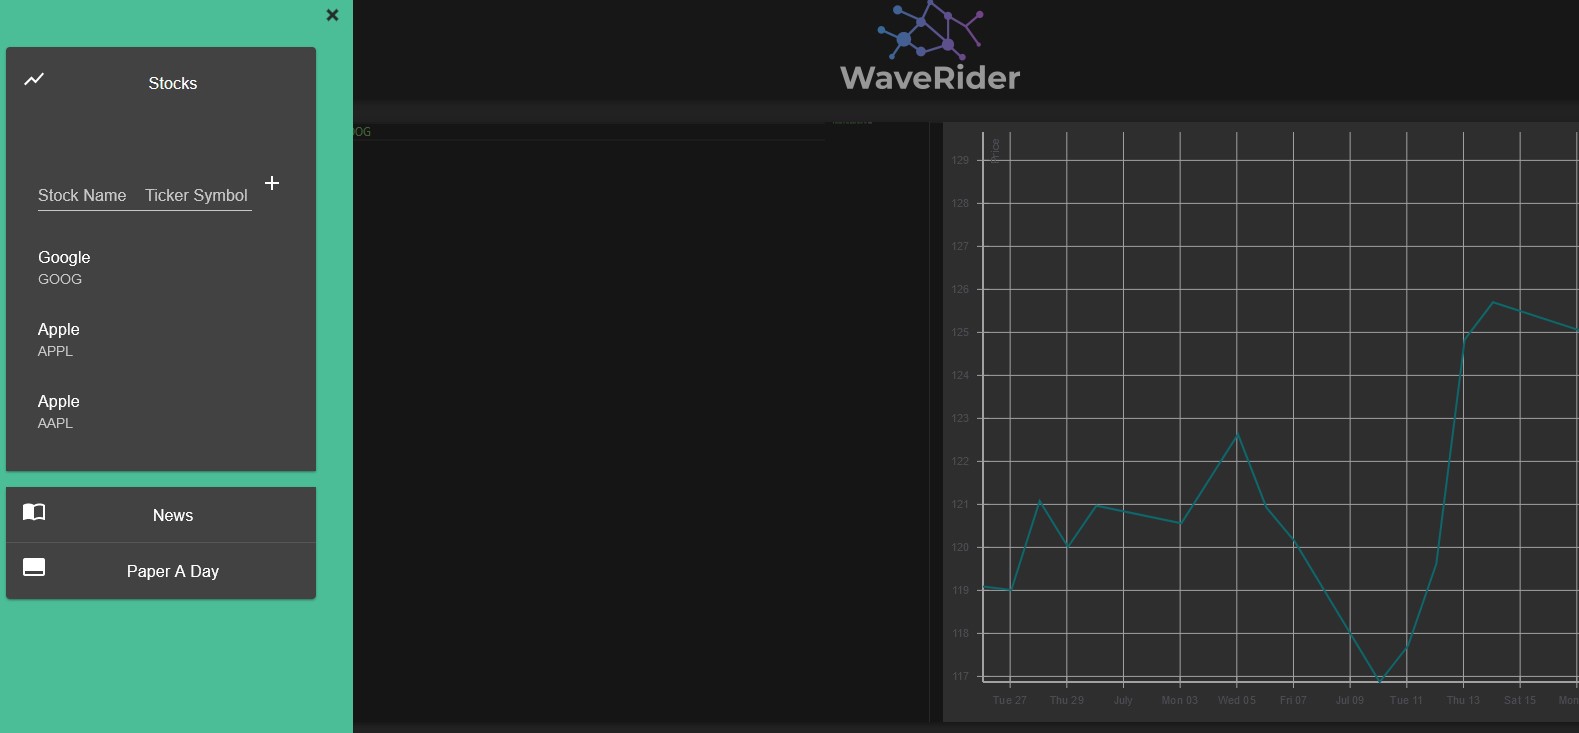 ×
WaveRider
Stocks
Stock Name Ticker Symbol
+
Google
GOOG
Apple
APPL
Apple
AAPL
News
Paper A Day
OOG
Price
129
128
127
126
125
124
123
122
121
120
119
118
117
Tue 27 Thu 29 July Mon 03 Wed 05 Fri 07 Jul 09 Tue 11 Thu 13 Sat 15 Mon